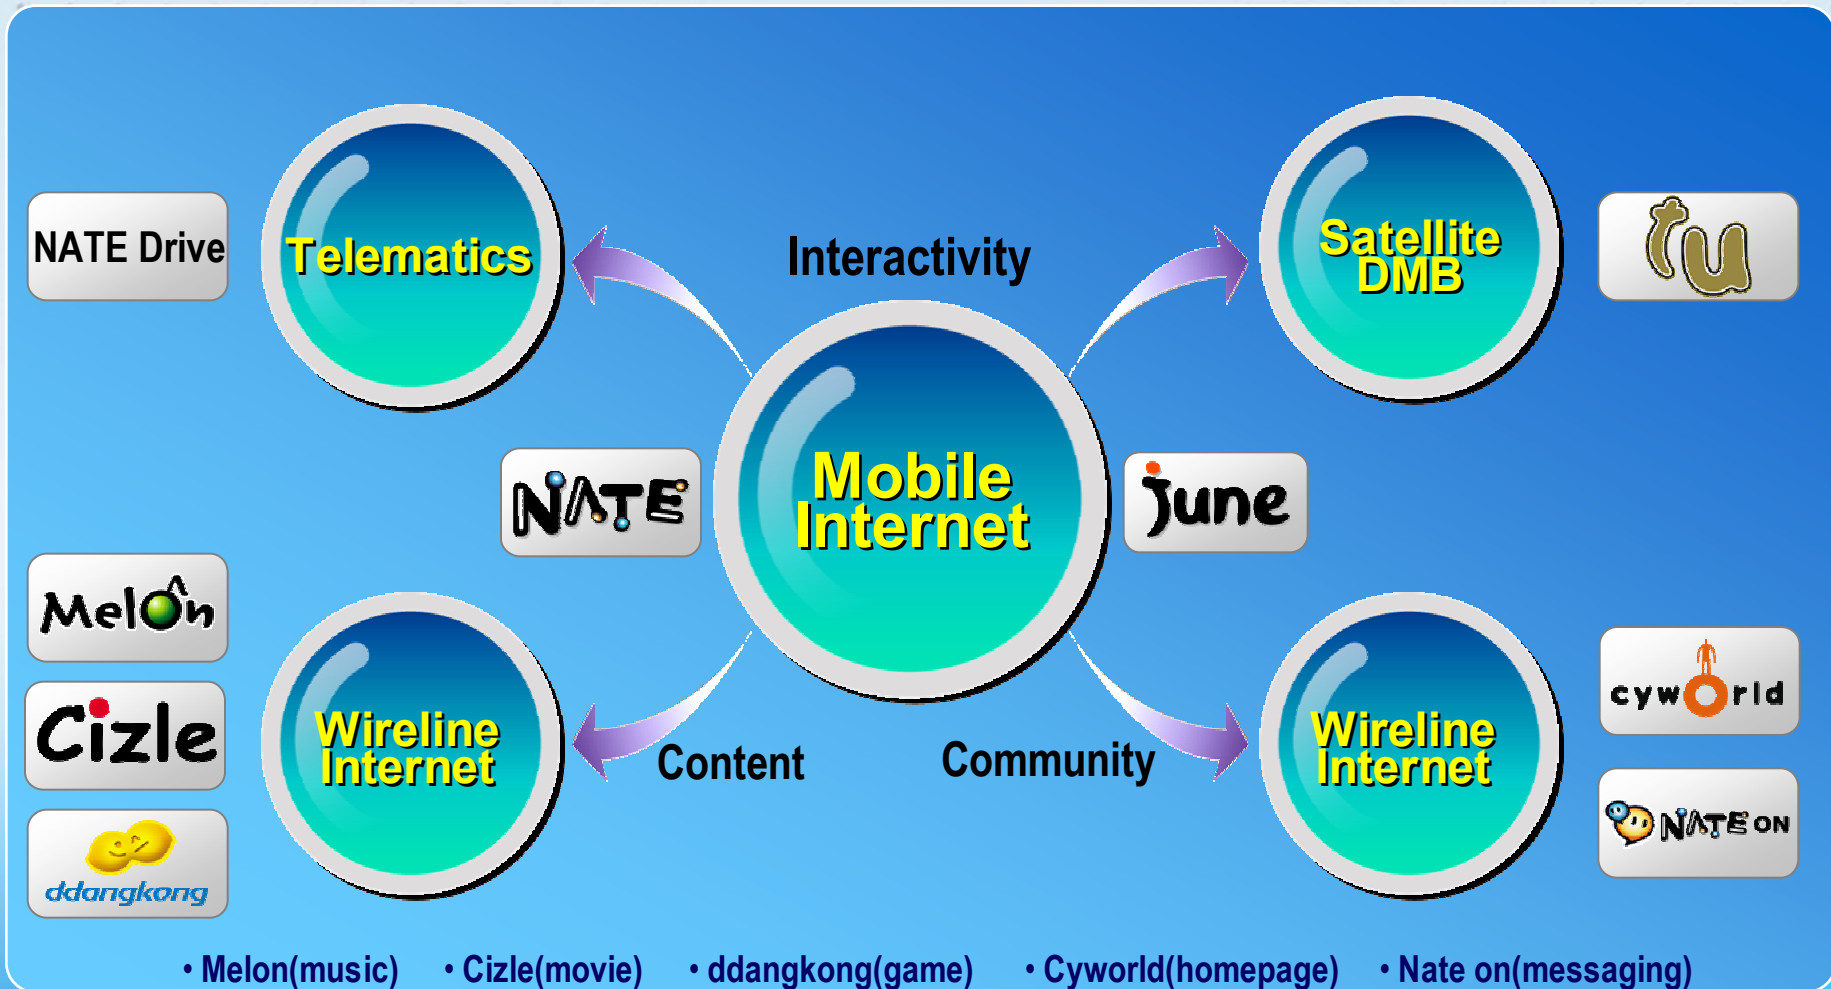 NATE Drive
Telematics
Interactivity
Satellite
DMB
tu
NATE
Mobile
Internet
june
Melon
Cizle
ddangkong
Wireline
Internet
Content
Community
Wireline
Internet
cyworld
NATE ON
• Melon(music) • Cizle(movie) • ddangkong(game) • Cyworld(homepage) • Nate on(messaging)